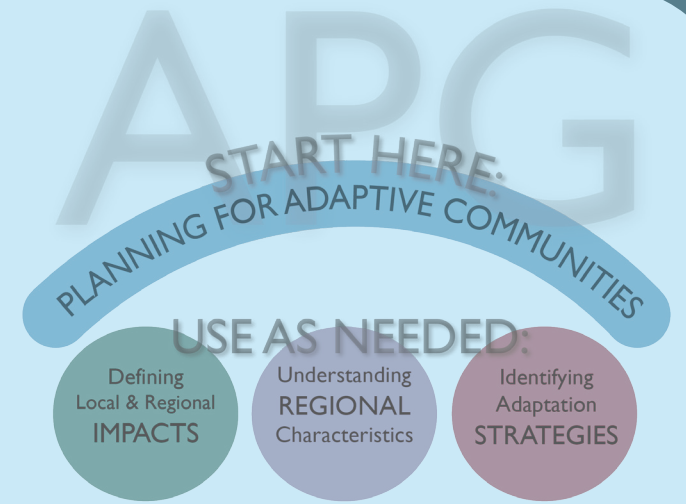 APG
START HERE:
PLANNING FOR ADAPTIVE COMMUNITIES
USE AS NEEDED:
Defining
Local & Regional
IMPACTS
Understanding
REGIONAL
Characteristics
Identifying
Adaptation
STRATEGIES